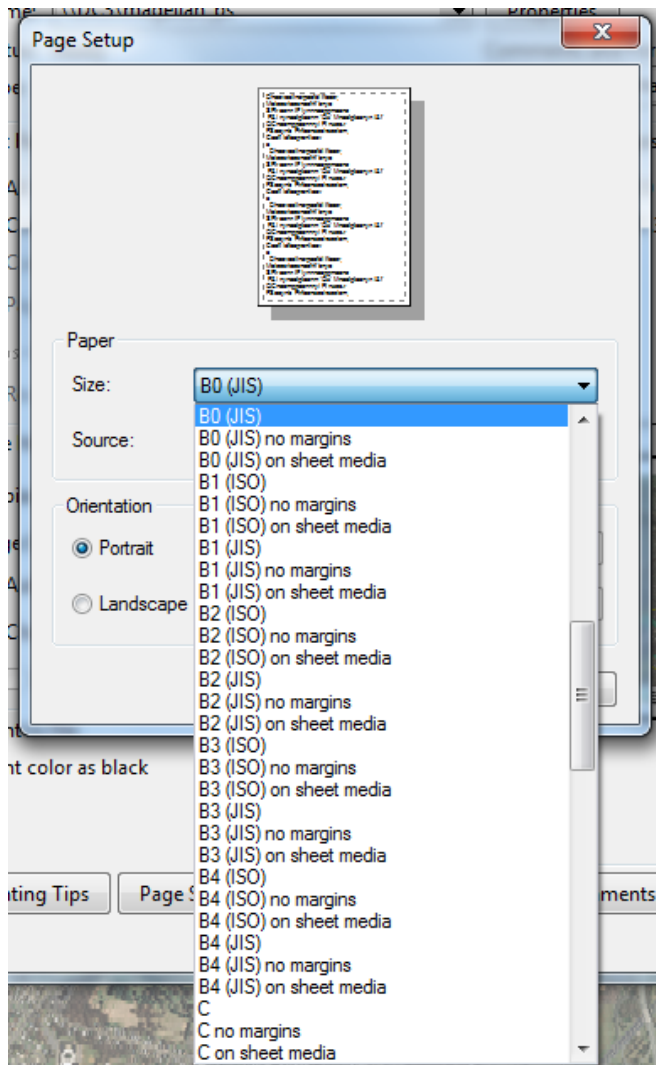 me: \\DCS\magellan_ps Properties
Page Setup
Paper
Size: B0 (JIS)
B0 (JIS)
B0 (JIS) no margins
Source:
B0 (JIS) on sheet media
B1 (ISO)
B1 (ISO) no margins
Orientation
B1 (ISO) on sheet media
Portrait
B1 (JIS)
B1 (JIS) no margins
B1 (JIS) on sheet media
Landscape
B2 (ISO)
B2 (ISO) no margins
B2 (ISO) on sheet media
B2 (JIS)
B2 (JIS) no margins
B2 (JIS) on sheet media
B3 (ISO)
nt color as black
B3 (ISO) no margins
B3 (ISO) on sheet media
B3 (JIS)
B3 (JIS) no margins
B3 (JIS) on sheet media
B4 (ISO)
ting Tips Page S ments
B4 (ISO) no margins
B4 (ISO) on sheet media
B4 (JIS)
B4 (JIS) no margins
B4 (JIS) on sheet media
C
C no margins
C on sheet media